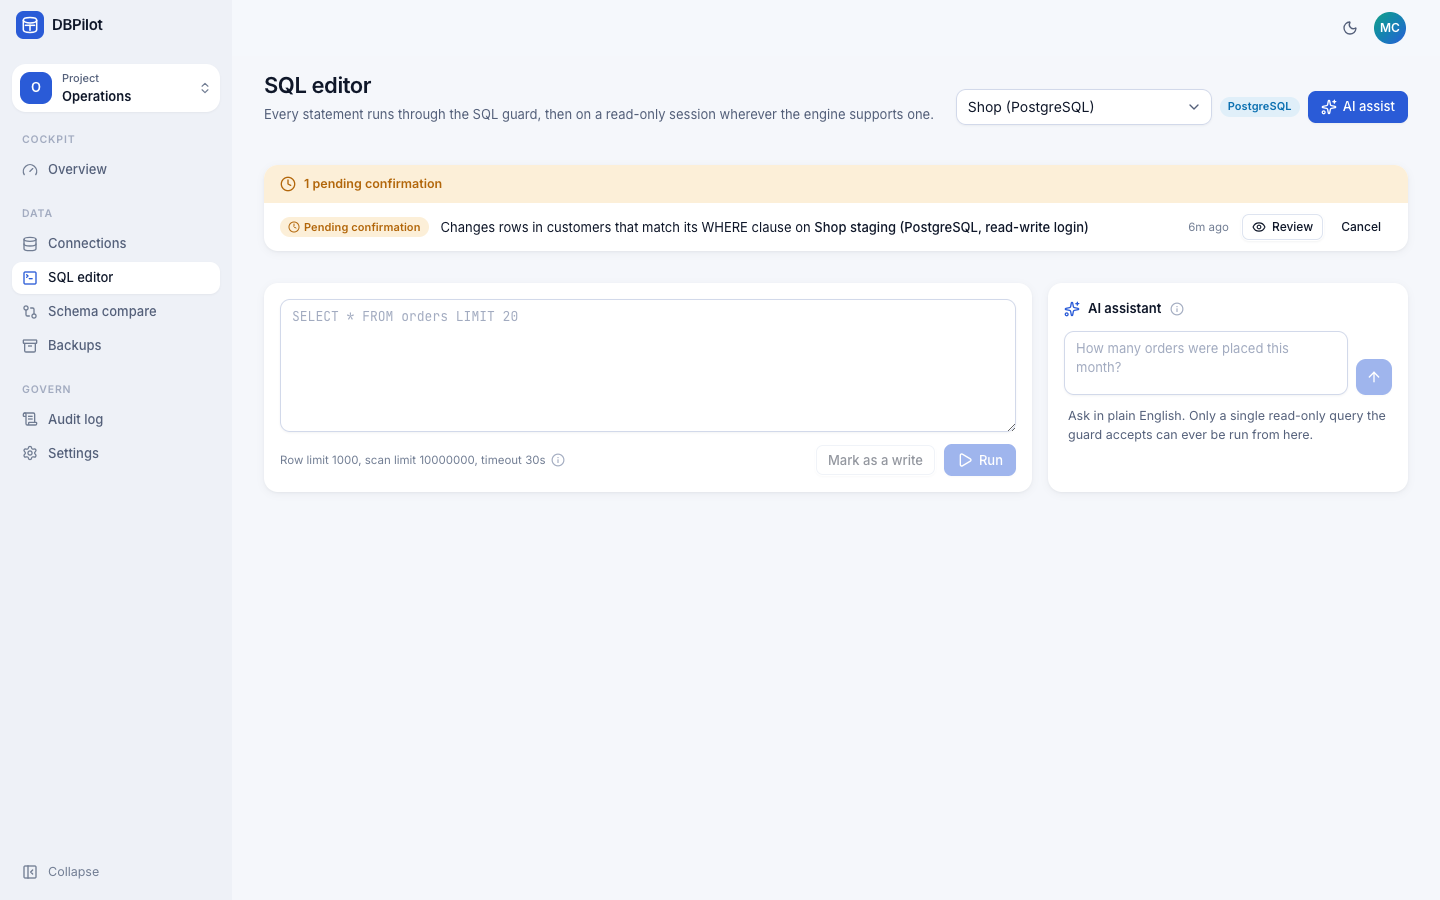 DBPilot
MC
O
Project
Operations
COCKPIT
Overview
DATA
Connections
SQL editor
Schema compare
Backups
GOVERN
Audit log
Settings
Collapse
SQL editor
Every statement runs through the SQL guard, then on a read-only session wherever the engine supports one.
Shop (PostgreSQL)
PostgreSQL
AI assist
1 pending confirmation
Pending confirmation
Changes rows in customers that match its WHERE clause on Shop staging (PostgreSQL, read-write login)
6m ago
Review
Cancel
SELECT * FROM orders LIMIT 20
Row limit 1000, scan limit 10000000, timeout 30s
Mark as a write
Run
AI assistant
How many orders were placed this
month?
Ask in plain English. Only a single read-only query the
guard accepts can ever be run from here.